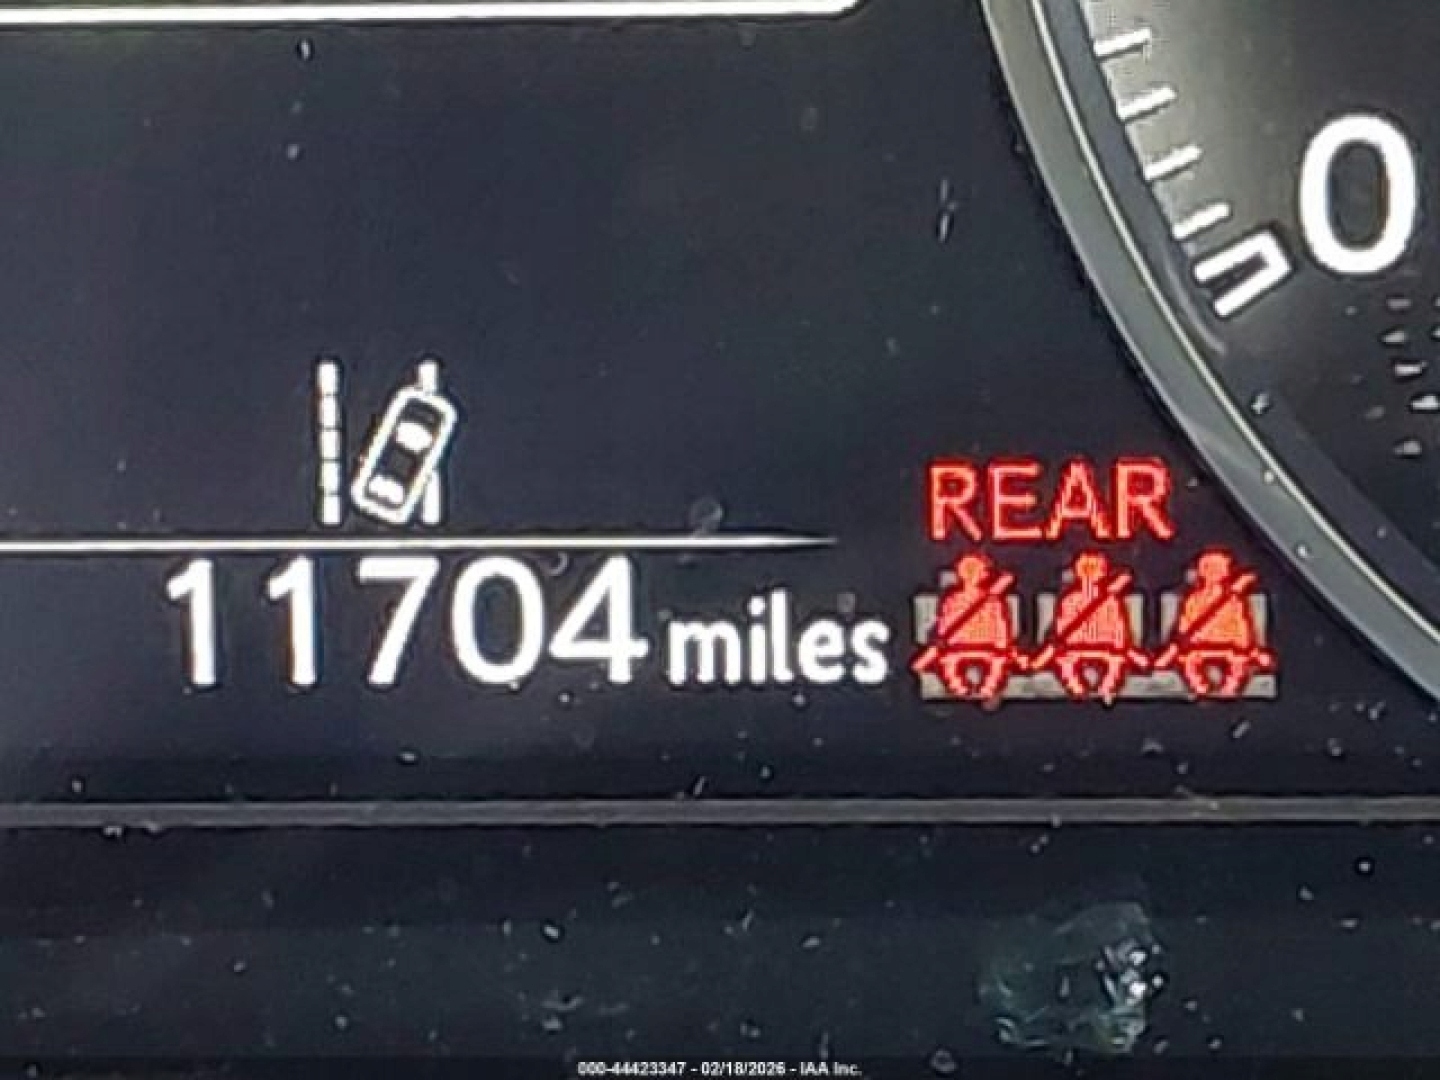 0
REAR
11704 miles
000-44423347 - 02/18/2026 - IAA Inc.